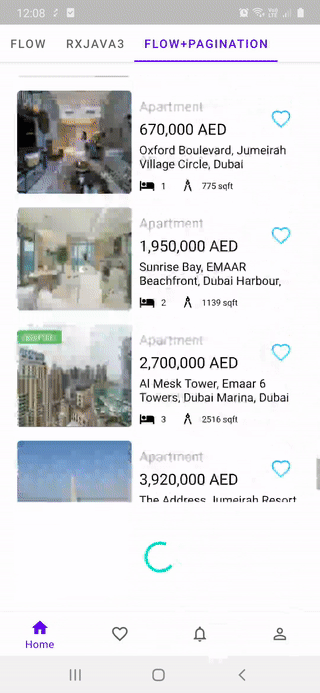 12:08
FLOW
RXJAVA3
FLOW+PAGINATION
Apartment
670,000 AED
Oxford Boulevard, Jumeirah
Village Circle, Dubai
1
775 sqft
Apartment
1,950,000 AED
Sunrise Bay, EMAAR
Beachfront, Dubai Harbour,
2
1139 sqft
Apartment
2,700,000 AED
Al Mesk Tower, Emaar 6
Towers, Dubai Marina, Dubai
3
2516 sqft
Apartment
3,920,000 AED
The Address, Jumeirah Resort
Home